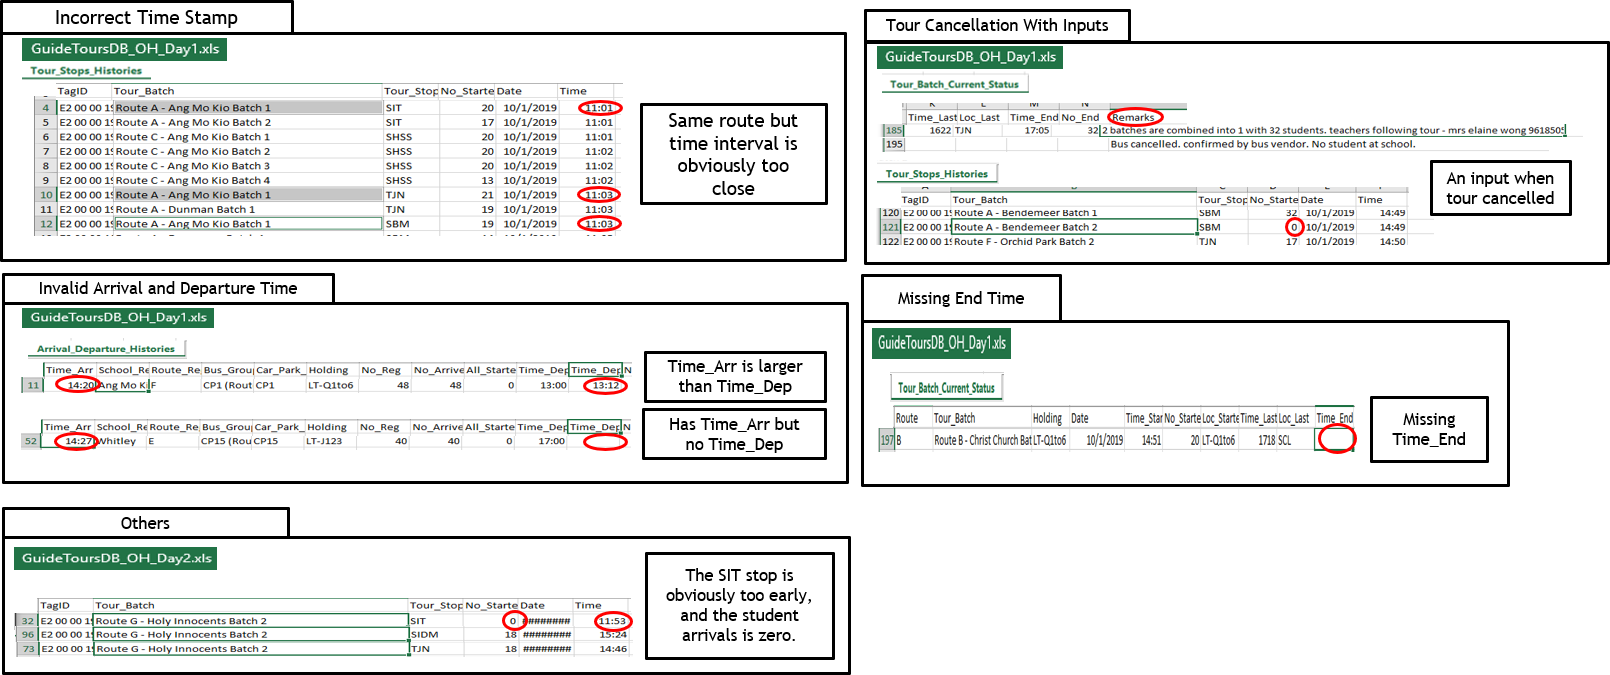 Incorrect Time Stamp
GuideToursDB_OH_Day1.xls
Tour_Stops_Histories
TagID Tour_Batch Tour_Stop No_Starte Date Time
4 E2 00 00 19 Route A - Ang Mo Kio Batch 1 SIT 20 10/1/2019 11:01
5 E2 00 00 19 Route A - Ang Mo Kio Batch 2 SIT 17 10/1/2019 11:01
6 E2 00 00 19 Route C - Ang Mo Kio Batch 1 SHSS 20 10/1/2019 11:01
7 E2 00 00 19 Route C - Ang Mo Kio Batch 2 SHSS 20 10/1/2019 11:02
8 E2 00 00 19 Route C - Ang Mo Kio Batch 3 SHSS 20 10/1/2019 11:02
9 E2 00 00 19 Route C - Ang Mo Kio Batch 4 SHSS 13 10/1/2019 11:02
10 E2 00 00 19 Route A - Ang Mo Kio Batch 1 TJN 21 10/1/2019 11:03
11 E2 00 00 19 Route A - Dunman Batch 1 TJN 19 10/1/2019 11:03
12 E2 00 00 19 Route A - Ang Mo Kio Batch 1 SBM 19 10/1/2019 11:03
Same route but
time interval is
obviously too
close
Tour Cancellation With Inputs
GuideToursDB_OH_Day1.xls
Tour_Batch_Current_Status
K L M N
Time_Last Loc_Last Time_End No_End Remarks
185 1622 TJN 17:05 32 2 batches are combined into 1 with 32 students. teachers following tour - mrs elaine wong 961850
195 Bus cancelled. confirmed by bus vendor. No student at school.
Tour_Stops_Histories
TagID Tour_Batch Tour_Stop No_Starte Date Time
120 E2 00 00 19 Route A - Bendemeer Batch 1 SBM 32 10/1/2019 14:49
121 E2 00 00 19 Route A - Bendemeer Batch 2 SBM 0 10/1/2019 14:49
122 E2 00 00 19 Route F - Orchid Park Batch 2 TJN 17 10/1/2019 14:50
An input when
tour cancelled
Invalid Arrival and Departure Time
GuideToursDB_OH_Day1.xls
Arrival_Departure_Histories
Time_Arr School_Re Route_Re Bus_Grou Car_Park_ Holding No_Reg No_Arrive All_Starte Time_Dep Time_Dep N
11 14:20 Ang Mo Ki F CP1 (Rout CP1 LT-Q1to6 48 48 0 13:00 13:12
Time_Arr School_Re Route_Re Bus_Grou Car_Park_ Holding No_Reg No_Arrive All_Starte Time_Dep Time_Dep N
52 14:27 Whitley E CP15 (Rou CP15 LT-J123 40 40 0 17:00
Time_Arr is larger
than Time_Dep
Has Time_Arr but
no Time_Dep
Missing End Time
GuideToursDB_OH_Day1.xls
Tour_Batch_Current_Status
Route Tour_Batch Holding Date Time_Star No_Starte Loc_Starte Time_Last Loc_Last Time_End
197 B Route B - Christ Church Bat LT-Q1to6 10/1/2019 14:51 20 LT-Q1to6 1718 SCL
Missing
Time_End
Others
GuideToursDB_OH_Day2.xls
TagID Tour_Batch Tour_Stop No_Starte Date Time
32 E2 00 00 19 Route G - Holy Innocents Batch 2 SIT 0 ######## 11:53
96 E2 00 00 19 Route G - Holy Innocents Batch 2 SIDM 18 ######## 15:24
73 E2 00 00 19 Route G - Holy Innocents Batch 2 TJN 18 ######## 14:46
The SIT stop is
obviously too early,
and the student
arrivals is zero.